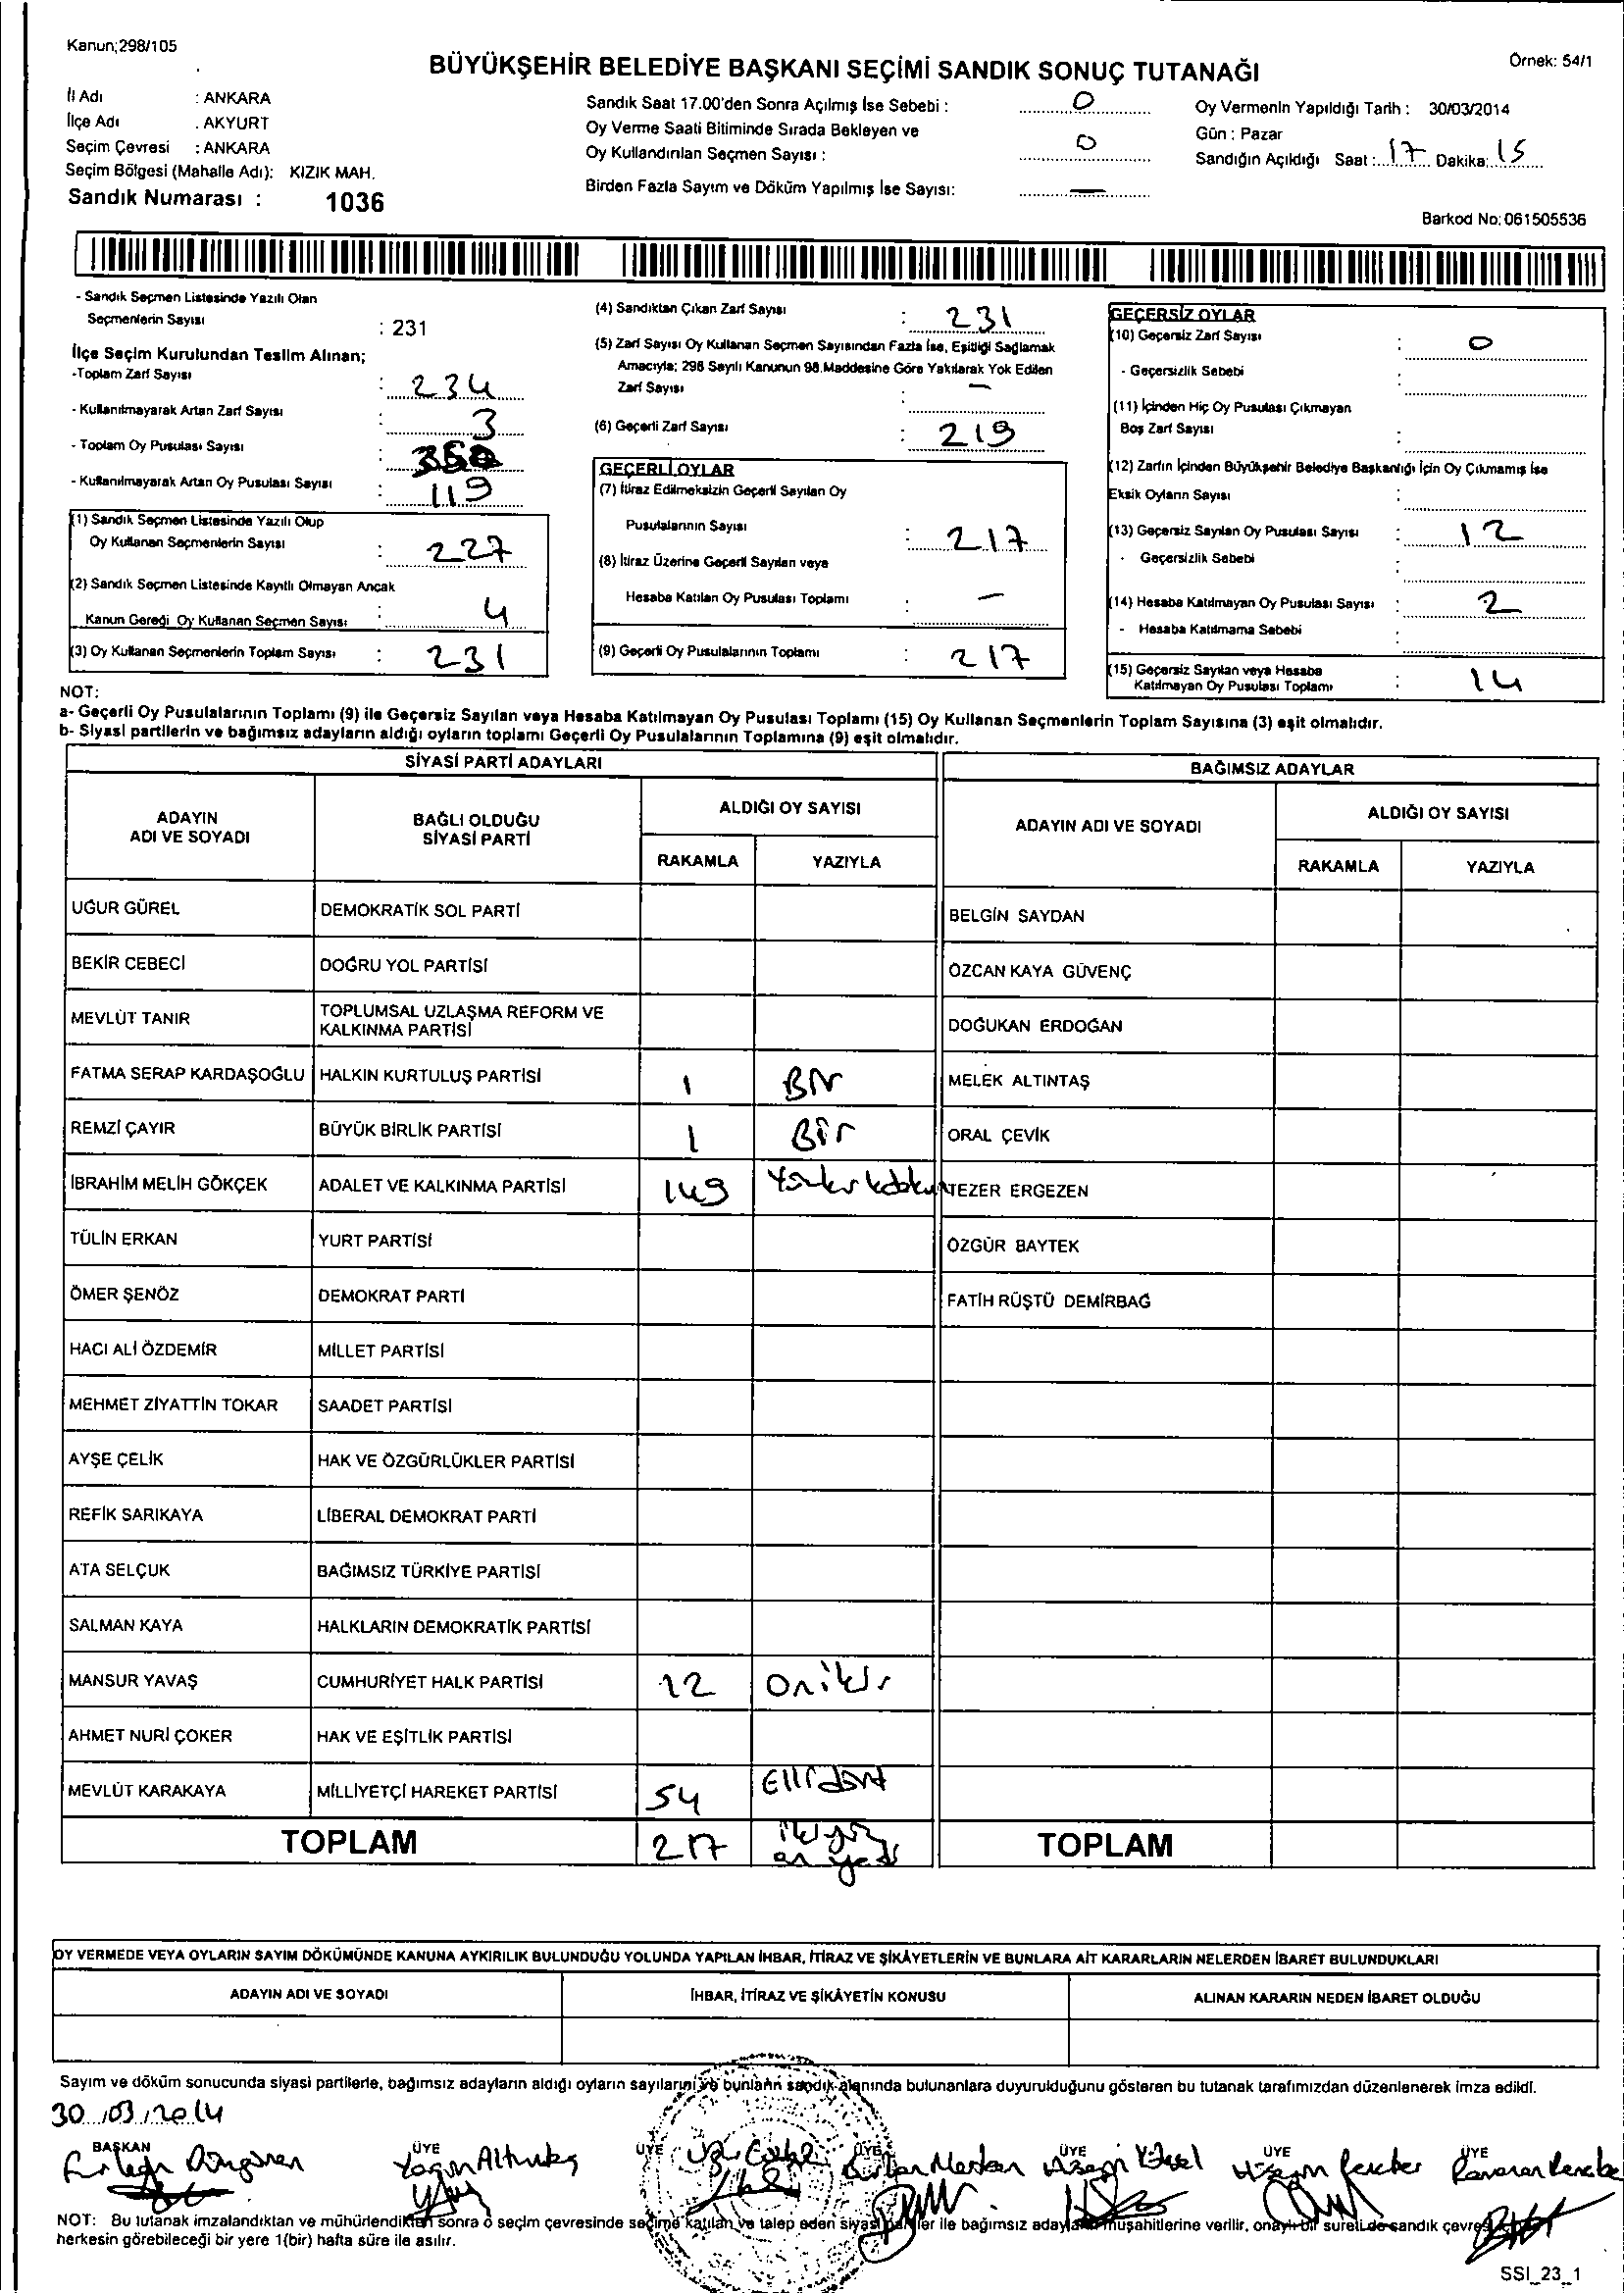 Kanun;298/105
Örnek: 54/1
BÜYÜKŞEHİR BELEDİYE BAŞKANI SEÇİMİ SANDIK SONUÇ TUTANAĞI
İl Adı : ANKARA
İlçe Adı : AKYURT
Seçim Çevresi : ANKARA
Seçim Bölgesi (Mahalle Adı): KIZIK MAH.
Sandık Numarası : 1036
Sandık Saat 17.00'den Sonra Açılmış İse Sebebi : 0
Oy Verme Saati Bitiminde Sırada Bekleyen ve
Oy Kullandırılan Seçmen Sayısı : 0
Birden Fazla Sayım ve Döküm Yapılmış İse Sayısı: —
Oy Vermenin Yapıldığı Tarih : 30/03/2014
Gün : Pazar
Sandığın Açıldığı Saat : 17 Dakika: 15
Barkod No: 061505536
- Sandık Seçmen Listesinde Yazılı Olan
Seçmenlerin Sayısı : 231
İlçe Seçim Kurulundan Teslim Alınan;
-Toplam Zarf Sayısı : 234
- Kullanılmayarak Artan Zarf Sayısı : 3
- Toplam Oy Pusulası Sayısı : 350
- Kullanılmayarak Artan Oy Pusulası Sayısı : 119
(1) Sandık Seçmen Listesinde Yazılı Olup
Oy Kullanan Seçmenlerin Sayısı : 227
(2) Sandık Seçmen Listesinde Kayıtlı Olmayan Ancak
Kanun Gereği Oy Kullanan Seçmen Sayısı : 4
(3) Oy Kullanan Seçmenlerin Toplam Sayısı : 231
(4) Sandıktan Çıkan Zarf Sayısı : 231
(5) Zarf Sayısı Oy Kullanan Seçmen Sayısından Fazla İse, Eşitliği Sağlamak
Amacıyla; 298 Sayılı Kanunun 98.Maddesine Göre Yakılarak Yok Edilen
Zarf Sayısı : —
(6) Geçerli Zarf Sayısı : 219
GEÇERLİ OYLAR
(7) İtiraz Edilmeksizin Geçerli Sayılan Oy
Pusulalarının Sayısı : 217
(8) İtiraz Üzerine Geçerli Sayılan veya
Hesaba Katılan Oy Pusulası Toplamı : —
(9) Geçerli Oy Pusulalarının Toplamı : 217
GEÇERSİZ OYLAR
(10) Geçersiz Zarf Sayısı : 0
- Geçersizlik Sebebi :
(11) İçinden Hiç Oy Pusulası Çıkmayan
Boş Zarf Sayısı :
(12) Zarfın İçinden Büyükşehir Belediye Başkanlığı İçin Oy Çıkmamış İse
Eksik Oyların Sayısı :
(13) Geçersiz Sayılan Oy Pusulası Sayısı : 12
- Geçersizlik Sebebi :
(14) Hesaba Katılmayan Oy Pusulası Sayısı : 2
- Hesaba Katılmama Sebebi :
(15) Geçersiz Sayılan veya Hesaba
Katılmayan Oy Pusulası Toplamı : 14
NOT:
a- Geçerli Oy Pusulalarının Toplamı (9) ile Geçersiz Sayılan veya Hesaba Katılmayan Oy Pusulası Toplamı (15) Oy Kullanan Seçmenlerin Toplam Sayısına (3) eşit olmalıdır.
b- Siyasi partilerin ve bağımsız adayların aldığı oyların toplamı Geçerli Oy Pusulalarının Toplamına (9) eşit olmalıdır.
SİYASİ PARTİ ADAYLARI
ADAYIN ADI VE SOYADI
BAĞLI OLDUĞU SİYASİ PARTİ
ALDIĞI OY SAYISI
RAKAMLA YAZIYLA
UĞUR GÜREL DEMOKRATİK SOL PARTİ
BEKİR CEBECİ DOĞRU YOL PARTİSİ
MEVLÜT TANIR TOPLUMSAL UZLAŞMA REFORM VE KALKINMA PARTİSİ
FATMA SERAP KARDAŞOĞLU HALKIN KURTULUŞ PARTİSİ 1 Bir
REMZİ ÇAYIR BÜYÜK BİRLİK PARTİSİ 1 Bir
İBRAHİM MELİH GÖKÇEK ADALET VE KALKINMA PARTİSİ 149
TÜLİN ERKAN YURT PARTİSİ
ÖMER ŞENÖZ DEMOKRAT PARTİ
HACI ALİ ÖZDEMİR MİLLET PARTİSİ
MEHMET ZİYATTİN TOKAR SAADET PARTİSİ
AYŞE ÇELİK HAK VE ÖZGÜRLÜKLER PARTİSİ
REFİK SARIKAYA LİBERAL DEMOKRAT PARTİ
ATA SELÇUK BAĞIMSIZ TÜRKİYE PARTİSİ
SALMAN KAYA HALKLARIN DEMOKRATİK PARTİSİ
MANSUR YAVAŞ CUMHURİYET HALK PARTİSİ 12 Oniki
AHMET NURİ ÇOKER HAK VE EŞİTLİK PARTİSİ
MEVLÜT KARAKAYA MİLLİYETÇİ HAREKET PARTİSİ 54 Ellidört
TOPLAM 217 ikiyüz on yedi
BAĞIMSIZ ADAYLAR
ADAYIN ADI VE SOYADI
ALDIĞI OY SAYISI
RAKAMLA YAZIYLA
BELGİN SAYDAN
ÖZCAN KAYA GÜVENÇ
DOĞUKAN ERDOĞAN
MELEK ALTINTAŞ
ORAL ÇEVİK
TEZER ERGEZEN
ÖZGÜR BAYTEK
FATİH RÜŞTÜ DEMİRBAĞ
TOPLAM
OY VERMEDE VEYA OYLARIN SAYIM DÖKÜMÜNDE KANUNA AYKIRILIK BULUNDUĞU YOLUNDA YAPILAN İHBAR, İTİRAZ VE ŞİKÂYETLERİN VE BUNLARA AİT KARARLARIN NELERDEN İBARET BULUNDUKLARI
ADAYIN ADI VE SOYADI
İHBAR, İTİRAZ VE ŞİKÂYETİN KONUSU
ALINAN KARARIN NEDEN İBARET OLDUĞU
Sayım ve döküm sonucunda siyasi partilerle, bağımsız adayların aldığı oyların sayılarını ve bunların sandık alanında bulunanlara duyurulduğunu gösteren bu tutanak tarafımızdan düzenlenerek imza edildi.
30/03/2014
BAŞKAN ÜYE ÜYE ÜYE ÜYE ÜYE ÜYE
NOT: Bu tutanak imzalandıktan ve mühürlendikten sonra o seçim çevresinde seçime katılan ve talep eden siyasi partiler ile bağımsız adayların müşahitlerine verilir, onaylı bir sureti de sandık çevresinde
herkesin görebileceği bir yere 1(bir) hafta süre ile asılır.
SSI_23_1